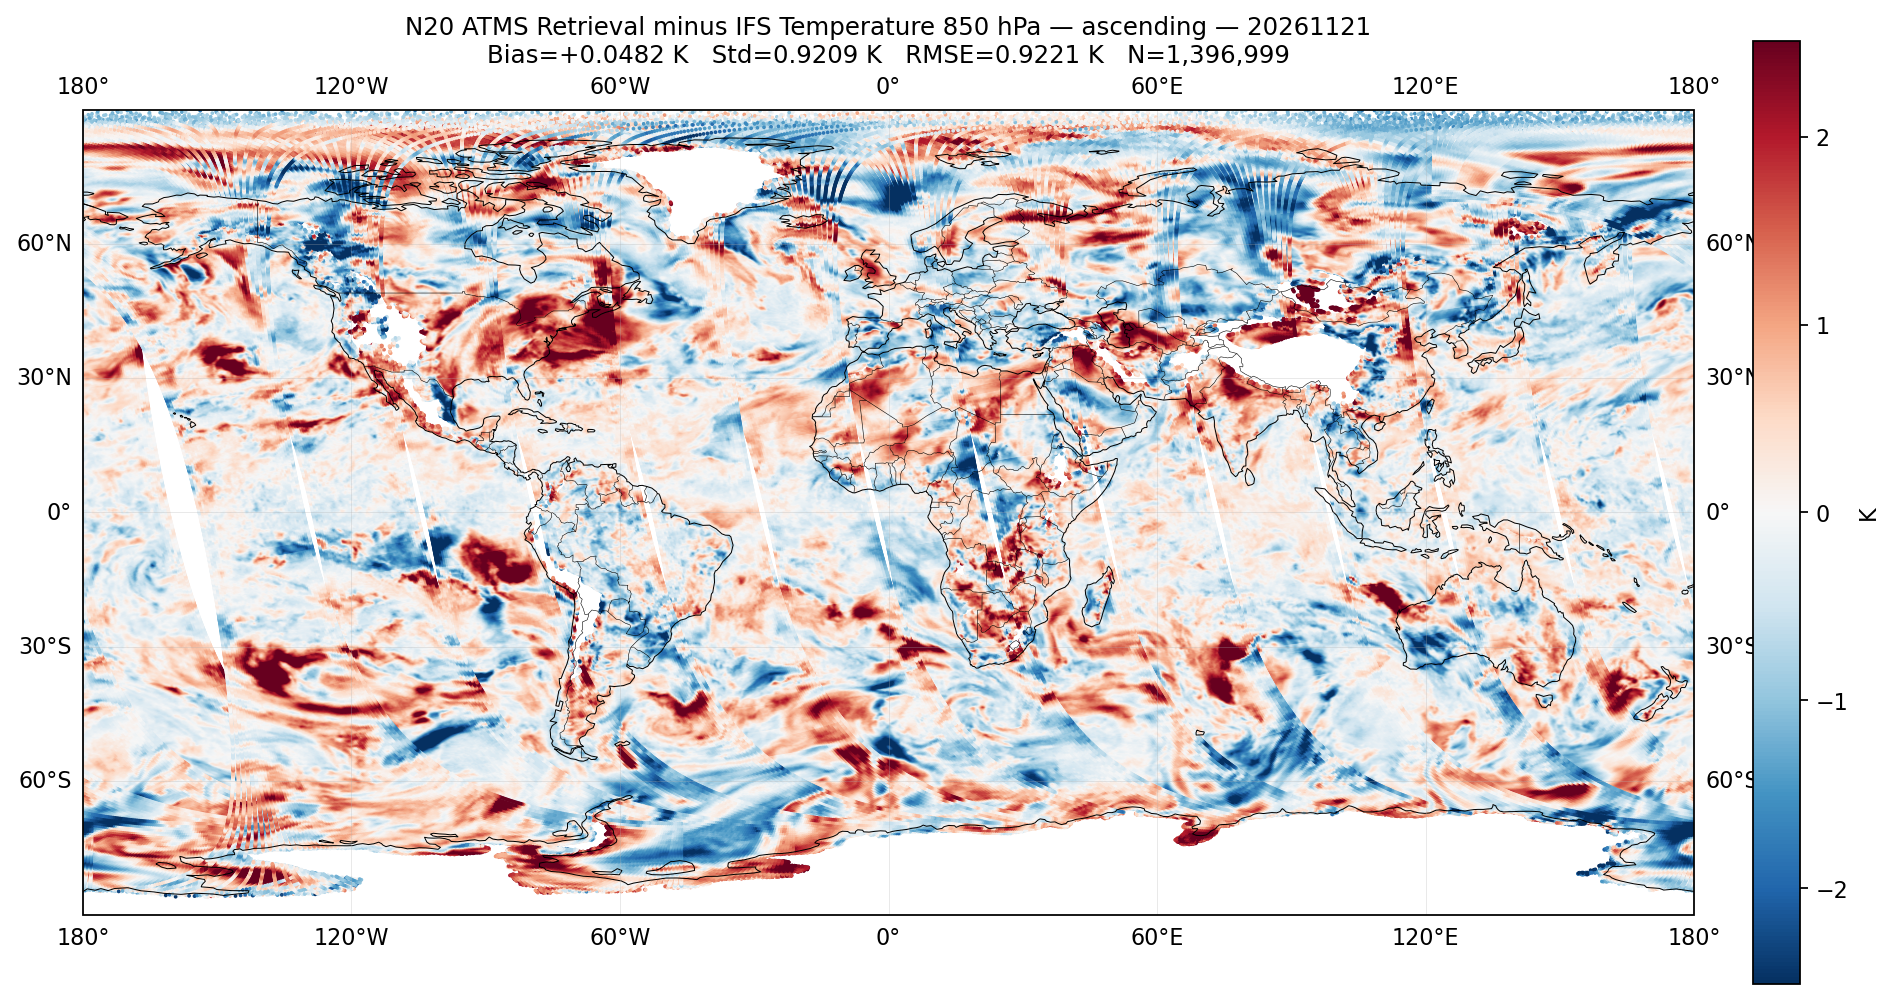 N20 ATMS Retrieval minus IFS Temperature 850 hPa — ascending — 20261121
Bias=+0.0482 K   Std=0.9209 K   RMSE=0.9221 K   N=1,396,999
180° 120°W 60°W 0° 60°E 120°E 180°
60°N 60°N
30°N 30°N
0° 0°
30°S 30°S
60°S 60°S
180° 120°W 60°W 0° 60°E 120°E 180°
2
1
0
−1
−2
K